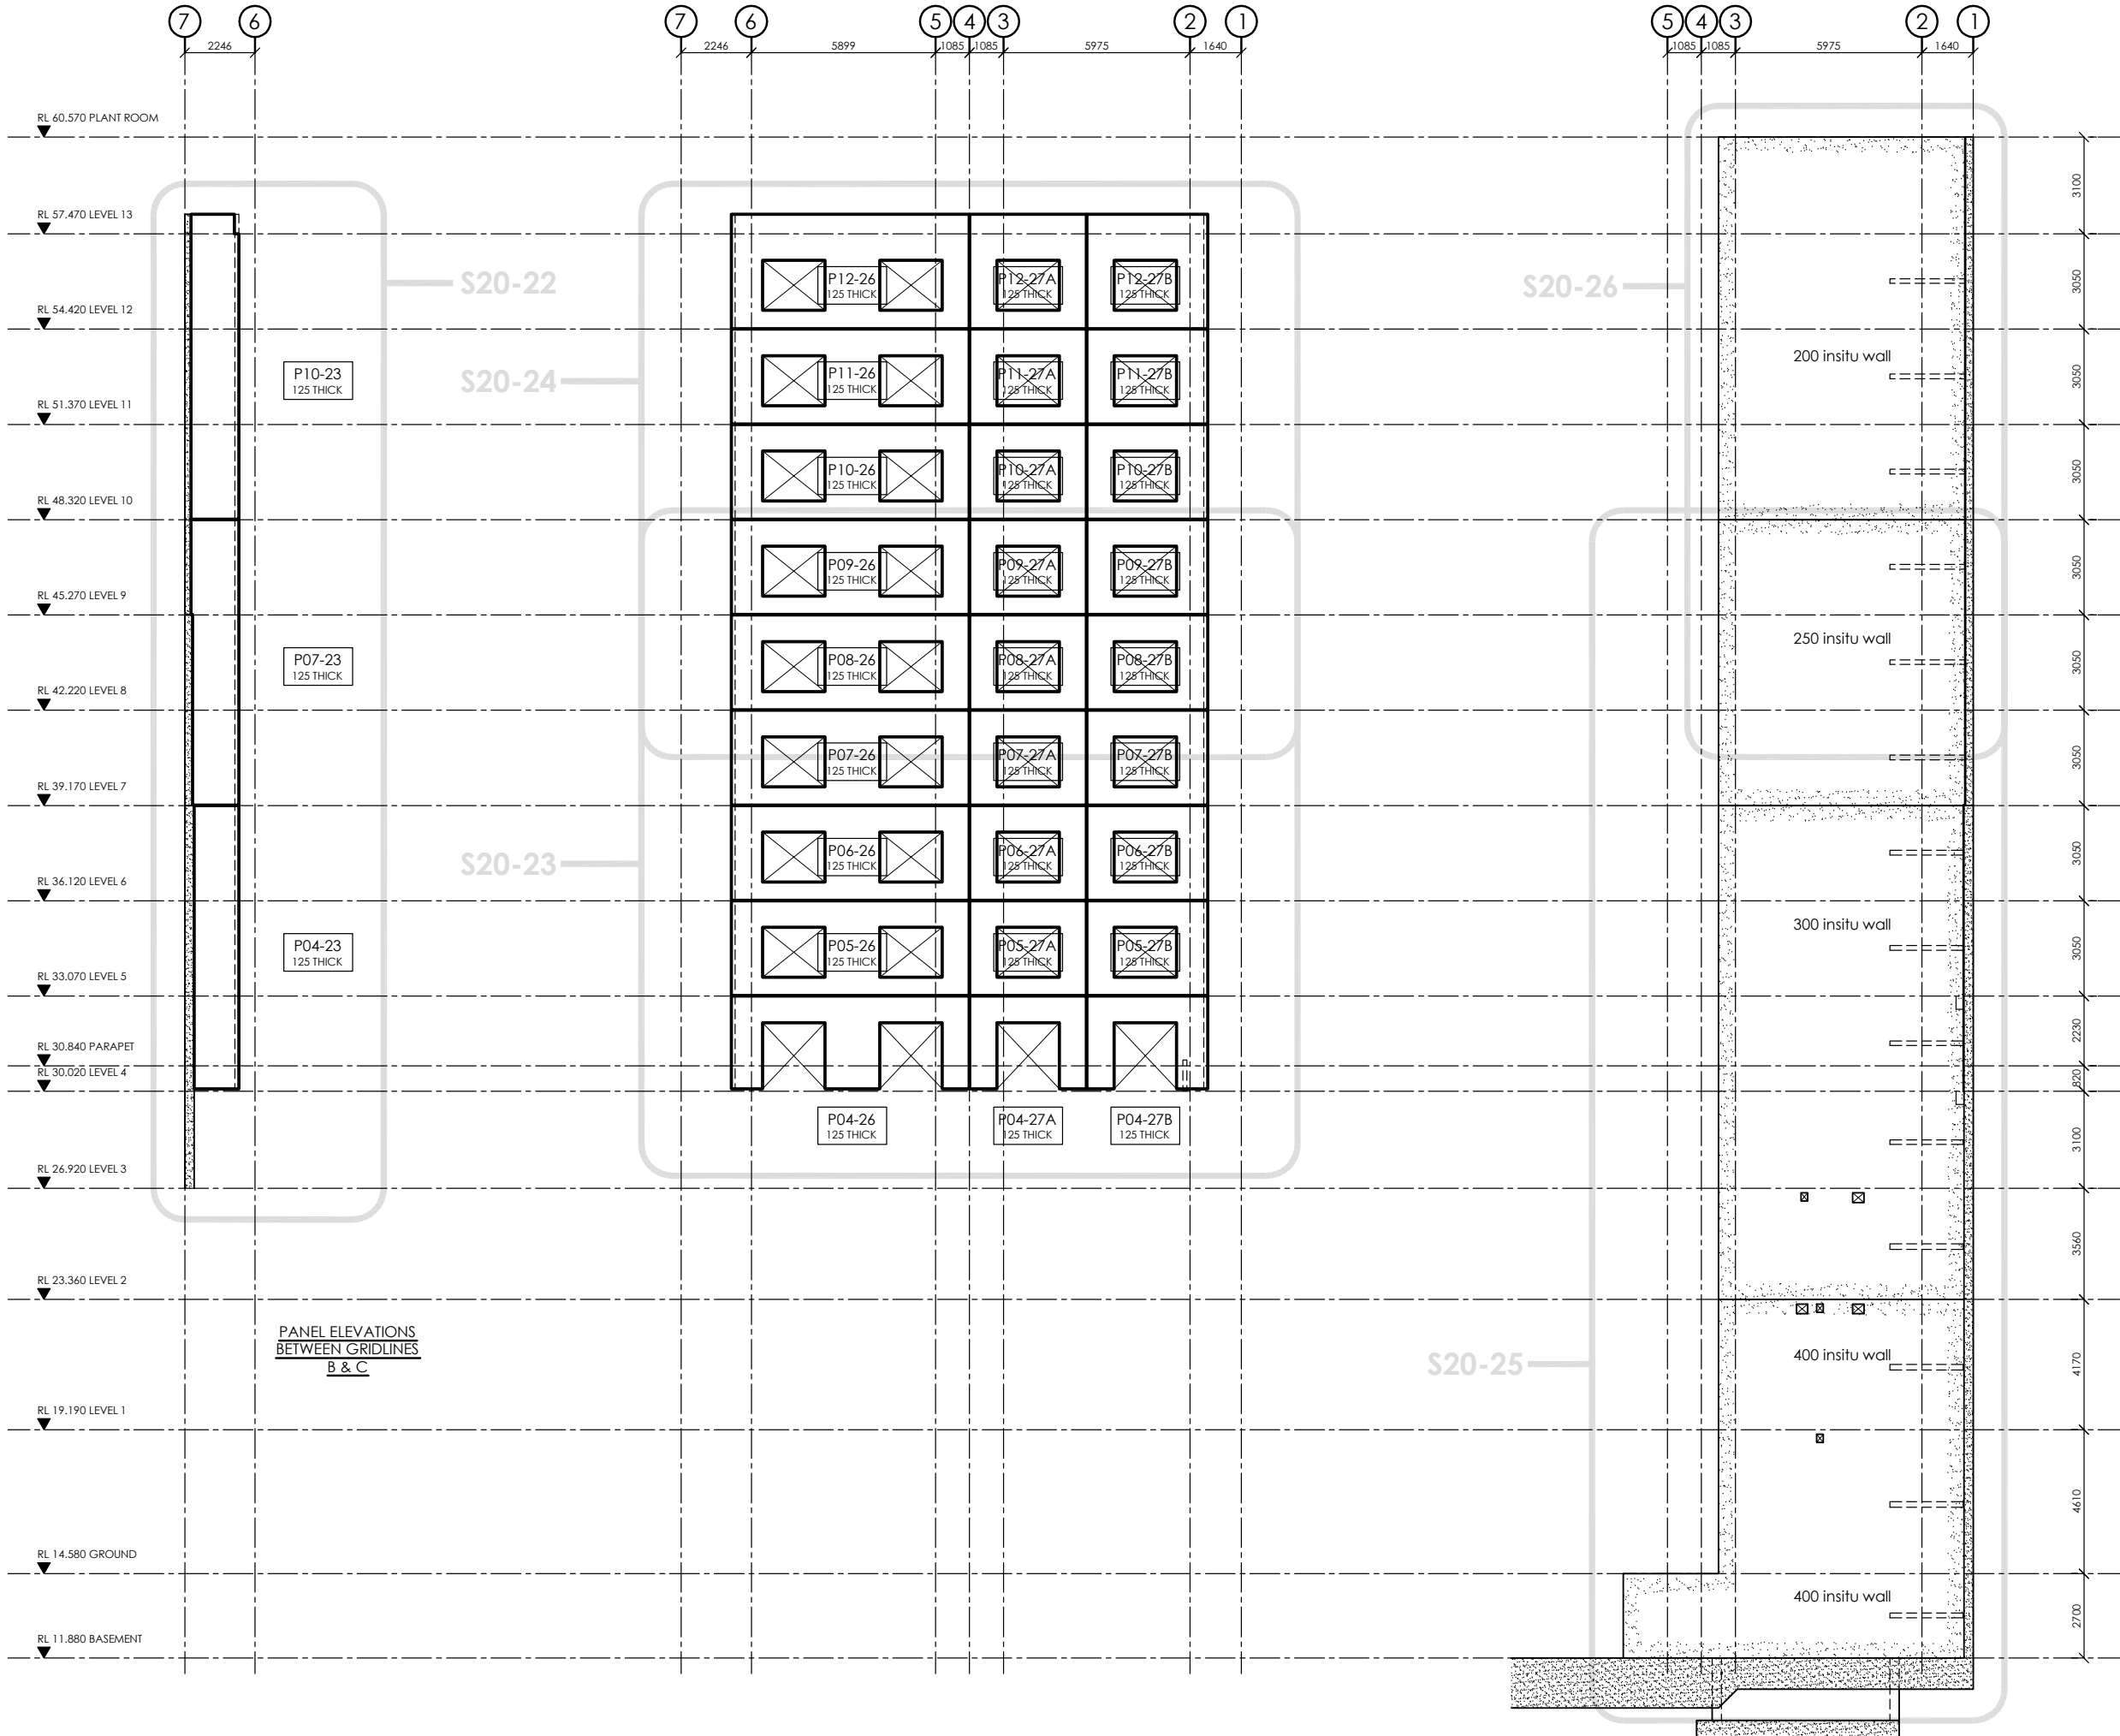 7 6 7 6 5 4 3 2 1 5 4 3 2 1
2246 2246 5899 1085 1085 5975 1640 1085 1085 5975 1640
RL 60.570 PLANT ROOM
3100
RL 57.470 LEVEL 13
S20-22
P12-26 P12-27A P12-27B
125 THICK 125 THICK 125 THICK
S20-26
3050
RL 54.420 LEVEL 12
200 insitu wall
P10-23
125 THICK
S20-24
P11-26 P11-27A P11-27B
125 THICK 125 THICK 125 THICK
3050
RL 51.370 LEVEL 11
P10-26 P10-27A P10-27B
125 THICK 125 THICK 125 THICK
3050
RL 48.320 LEVEL 10
P09-26 P09-27A P09-27B
125 THICK 125 THICK 125 THICK
3050
RL 45.270 LEVEL 9
250 insitu wall
P07-23
125 THICK
P08-26 P08-27A P08-27B
125 THICK 125 THICK 125 THICK
3050
RL 42.220 LEVEL 8
P07-26 P07-27A P07-27B
125 THICK 125 THICK 125 THICK
3050
RL 39.170 LEVEL 7
S20-23
P06-26 P06-27A P06-27B
125 THICK 125 THICK 125 THICK
3050
RL 36.120 LEVEL 6
300 insitu wall
P04-23
125 THICK
P05-26 P05-27A P05-27B
125 THICK 125 THICK 125 THICK
3050
RL 33.070 LEVEL 5
2230
RL 30.840 PARAPET
RL 30.020 LEVEL 4
820
P04-26 P04-27A P04-27B
125 THICK 125 THICK 125 THICK
3100
RL 26.920 LEVEL 3
3560
RL 23.360 LEVEL 2
PANEL ELEVATIONS
BETWEEN GRIDLINES
B & C
S20-25
400 insitu wall
4170
RL 19.190 LEVEL 1
4610
RL 14.580 GROUND
400 insitu wall
2700
RL 11.880 BASEMENT